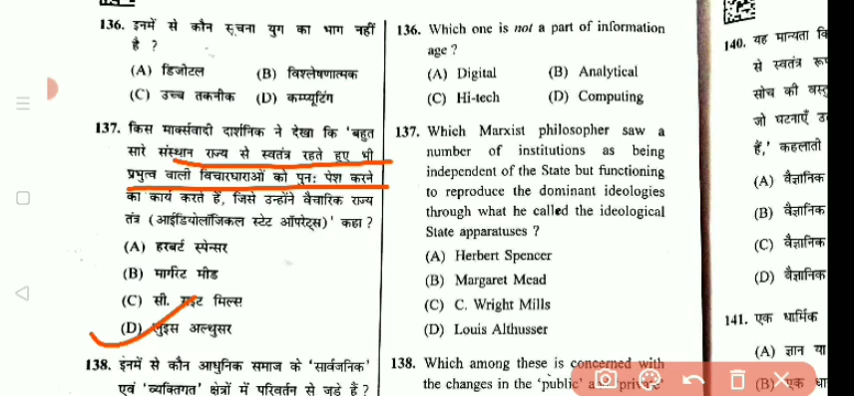 136. इनमें से कौन सूचना युग का भाग नहीं
है ?
(A) डिजीटल (B) विश्लेषणात्मक
(C) उच्च तकनीक (D) कम्प्यूटिंग
137. किस मार्क्सवादी दार्शनिक ने देखा कि 'बहुत
सारे संस्थान राज्य से स्वतंत्र रहते हुए भी
प्रभुत्व वाली विचारधाराओं को पुन: पेश करने
का कार्य करते हैं, जिसे उन्होंने वैचारिक राज्य
तंत्र (आईडियोलॉजिकल स्टेट ऑपरेट्स)' कहा ?
(A) हरबर्ट स्पेन्सर
(B) मार्गरेट मीड
(C) सी. राइट मिल्स
(D) लुइस अल्थुसर
138. इनमें से कौन आधुनिक समाज के 'सार्वजनिक'
एवं 'व्यक्तिगत' क्षेत्रों में परिवर्तन से जुड़े हैं ?
136. Which one is not a part of information
age ?
(A) Digital (B) Analytical
(C) Hi-tech (D) Computing
137. Which Marxist philosopher saw a
number of institutions as being
independent of the State but functioning
to reproduce the dominant ideologies
through what he called the ideological
State apparatuses ?
(A) Herbert Spencer
(B) Margaret Mead
(C) C. Wright Mills
(D) Louis Althusser
138. Which among these is concerned with
the changes in the 'public'
140. यह मान्यता
से स्वतंत्र
सोच की
जो घटनाएँ
हैं,' कहलाती
(A) वैज्ञानिक
(B) वैज्ञानिक
(C) वैज्ञानिक
(D) वैज्ञानिक
141. एक धार्मिक
(A) ज्ञान या
(B) एक